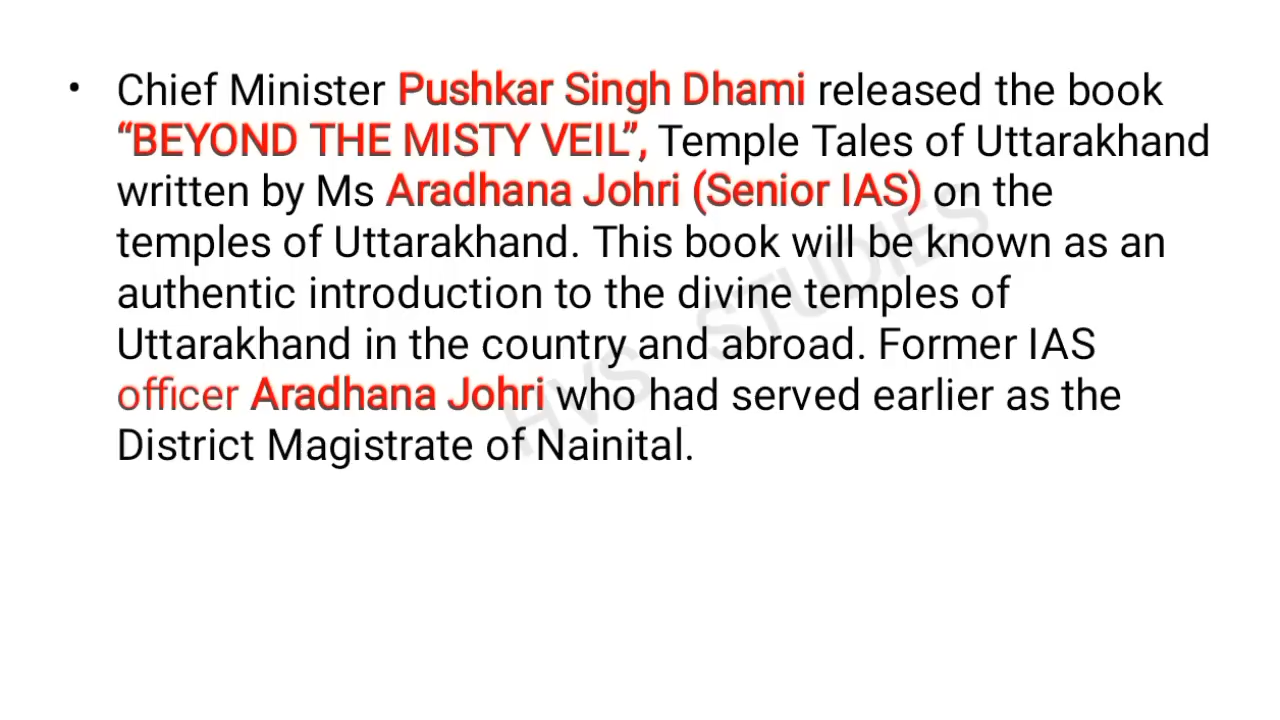 • Chief Minister Pushkar Singh Dhami released the book
“BEYOND THE MISTY VEIL”, Temple Tales of Uttarakhand
written by Ms Aradhana Johri (Senior IAS) on the
temples of Uttarakhand. This book will be known as an
authentic introduction to the divine temples of
Uttarakhand in the country and abroad. Former IAS
officer Aradhana Johri who had served earlier as the
District Magistrate of Nainital.
HVS STUDIES